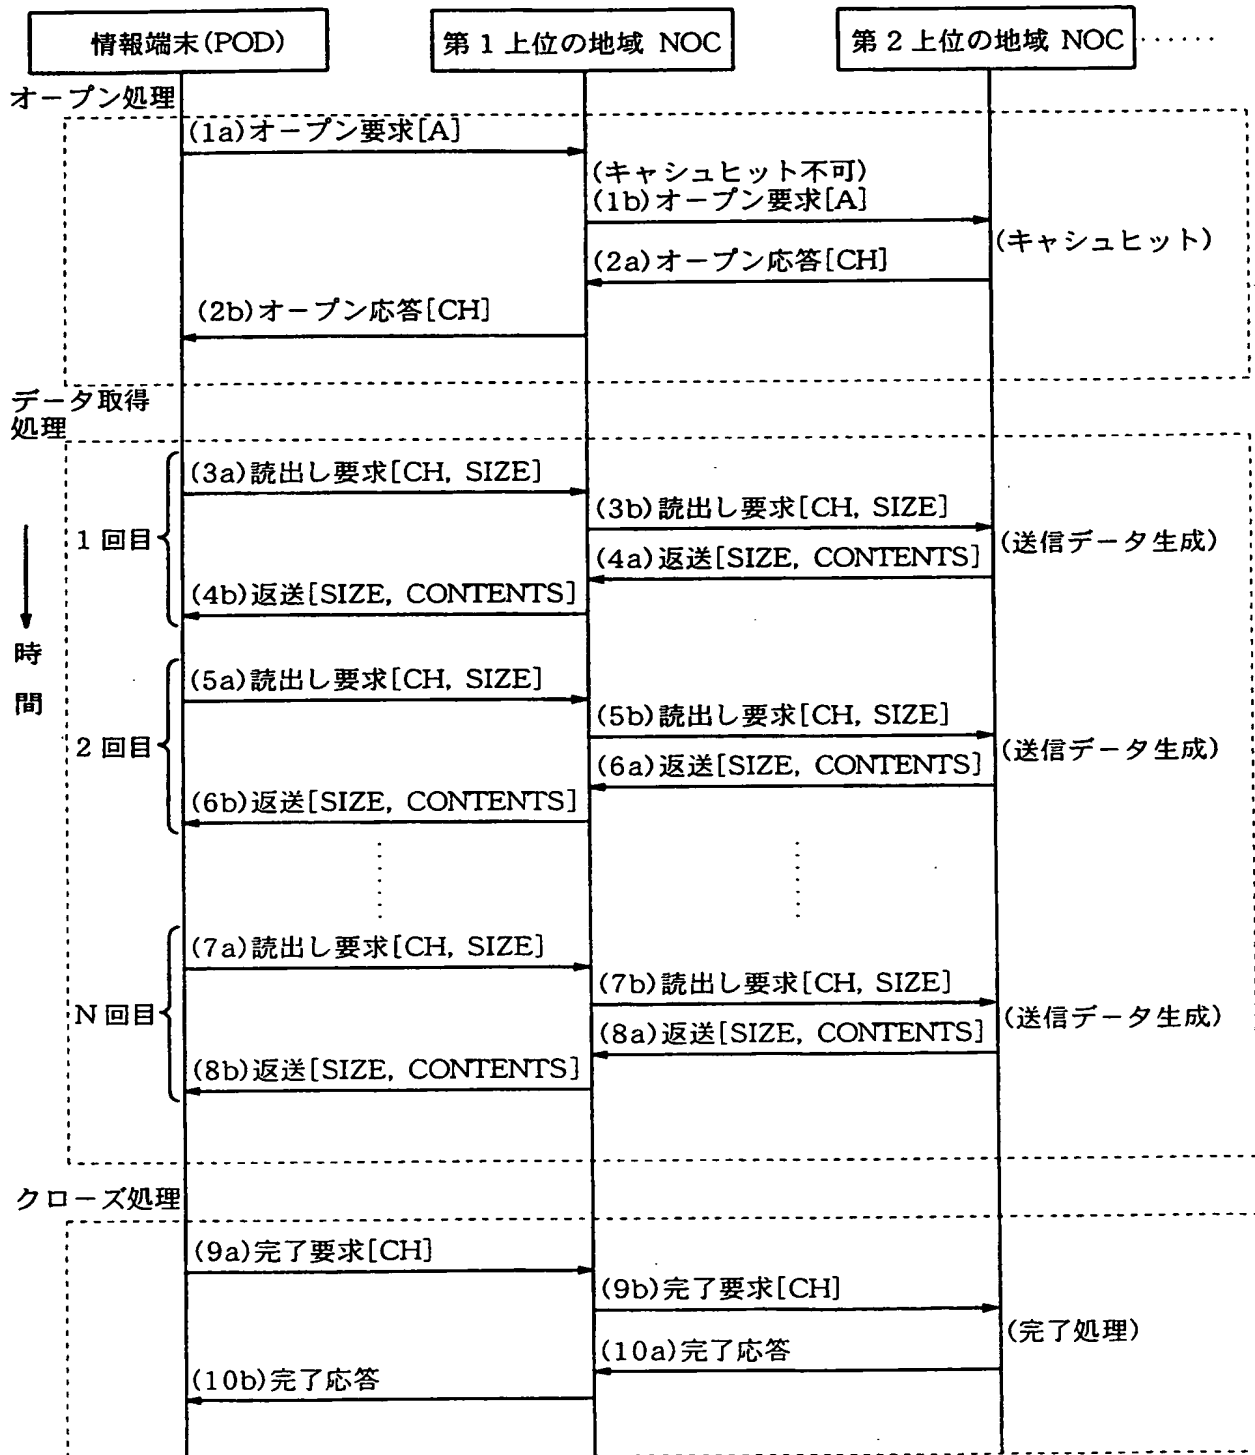 情報端末(POD)
第1上位の地域 NOC
第2上位の地域 NOC ······
オープン処理
(1a)オープン要求[A]
(キャシュヒット不可)
(1b)オープン要求[A]
(キャシュヒット)
(2a)オープン応答[CH]
(2b)オープン応答[CH]
データ取得
処理
(3a)読出し要求[CH, SIZE]
(3b)読出し要求[CH, SIZE]
1回目
(送信データ生成)
(4a)返送[SIZE, CONTENTS]
(4b)返送[SIZE, CONTENTS]
時
間
(5a)読出し要求[CH, SIZE]
(5b)読出し要求[CH, SIZE]
2回目
(送信データ生成)
(6a)返送[SIZE, CONTENTS]
(6b)返送[SIZE, CONTENTS]
(7a)読出し要求[CH, SIZE]
(7b)読出し要求[CH, SIZE]
N回目
(送信データ生成)
(8a)返送[SIZE, CONTENTS]
(8b)返送[SIZE, CONTENTS]
クローズ処理
(9a)完了要求[CH]
(9b)完了要求[CH]
(完了処理)
(10a)完了応答
(10b)完了応答